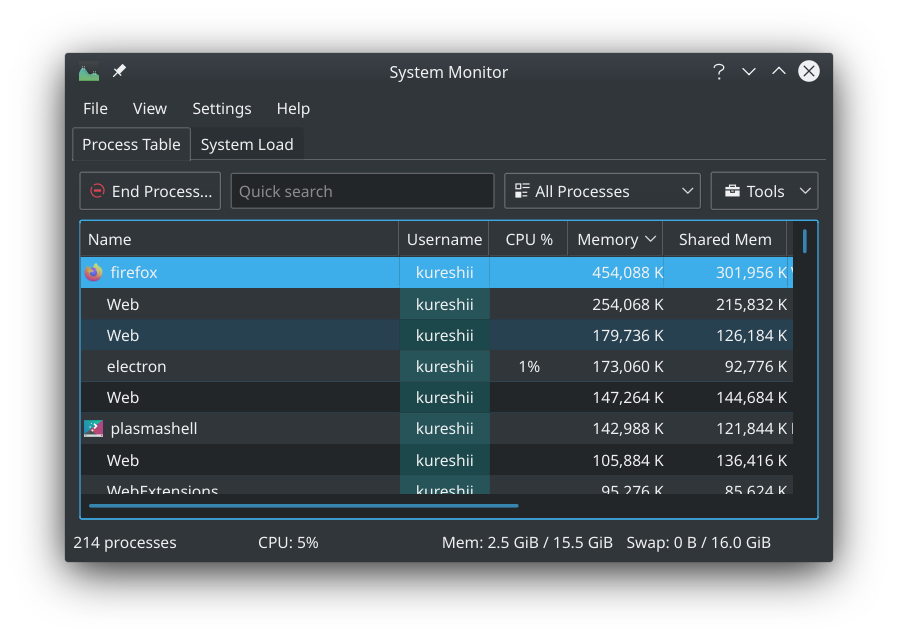 System Monitor ?
File View Settings Help
Process Table System Load
End Process... Quick search All Processes Tools
Name Username CPU % Memory Shared Mem
firefox kureshii 454,088 K 301,956 K
Web kureshii 254,068 K 215,832 K
Web kureshii 179,736 K 126,184 K
electron kureshii 1% 173,060 K 92,776 K
Web kureshii 147,264 K 144,684 K
plasmashell kureshii 142,988 K 121,844 K
Web kureshii 105,884 K 136,416 K
WebExtensions kureshii 95,276 K 85,624 K
214 processes CPU: 5% Mem: 2.5 GiB / 15.5 GiB Swap: 0 B / 16.0 GiB